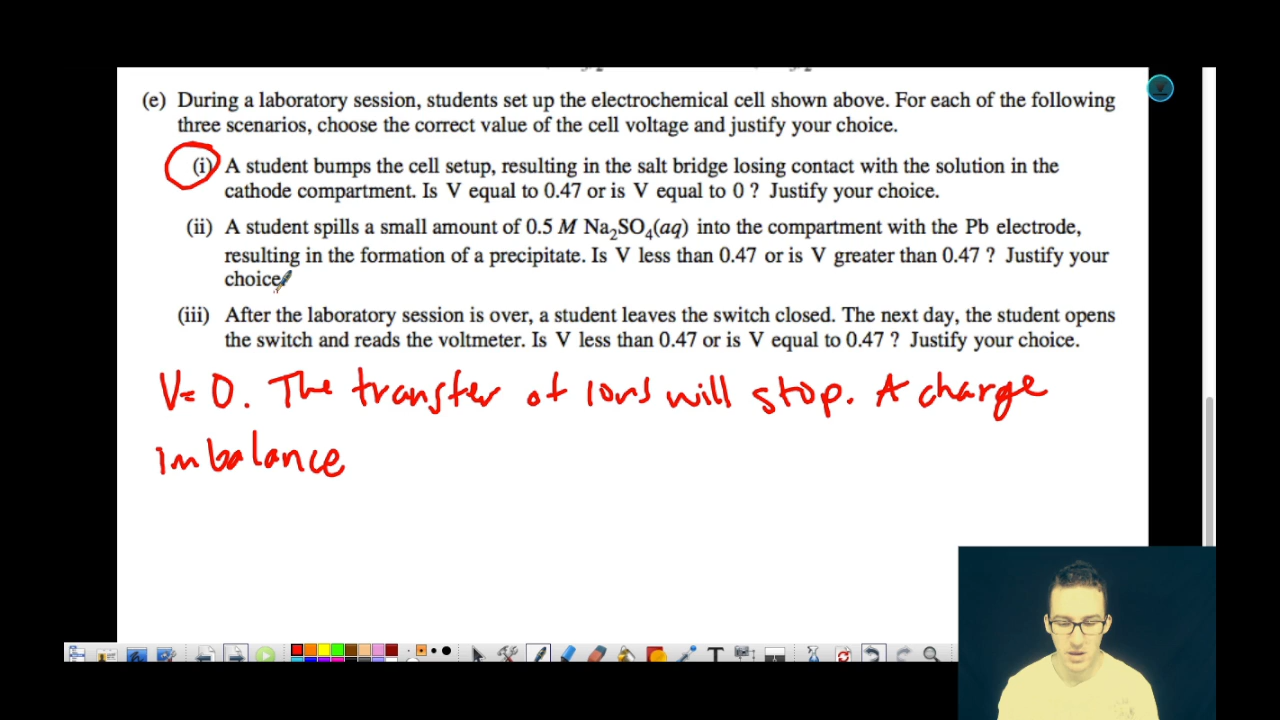 (e) During a laboratory session, students set up the electrochemical cell shown above. For each of the following
three scenarios, choose the correct value of the cell voltage and justify your choice.
(i) A student bumps the cell setup, resulting in the salt bridge losing contact with the solution in the
cathode compartment. Is V equal to 0.47 or is V equal to 0 ? Justify your choice.
(ii) A student spills a small amount of 0.5 M Na₂SO₄(aq) into the compartment with the Pb electrode,
resulting in the formation of a precipitate. Is V less than 0.47 or is V greater than 0.47 ? Justify your
choice
(iii) After the laboratory session is over, a student leaves the switch closed. The next day, the student opens
the switch and reads the voltmeter. Is V less than 0.47 or is V equal to 0.47 ? Justify your choice.
V= 0. The transfer of ions will stop. A charge
imbalance